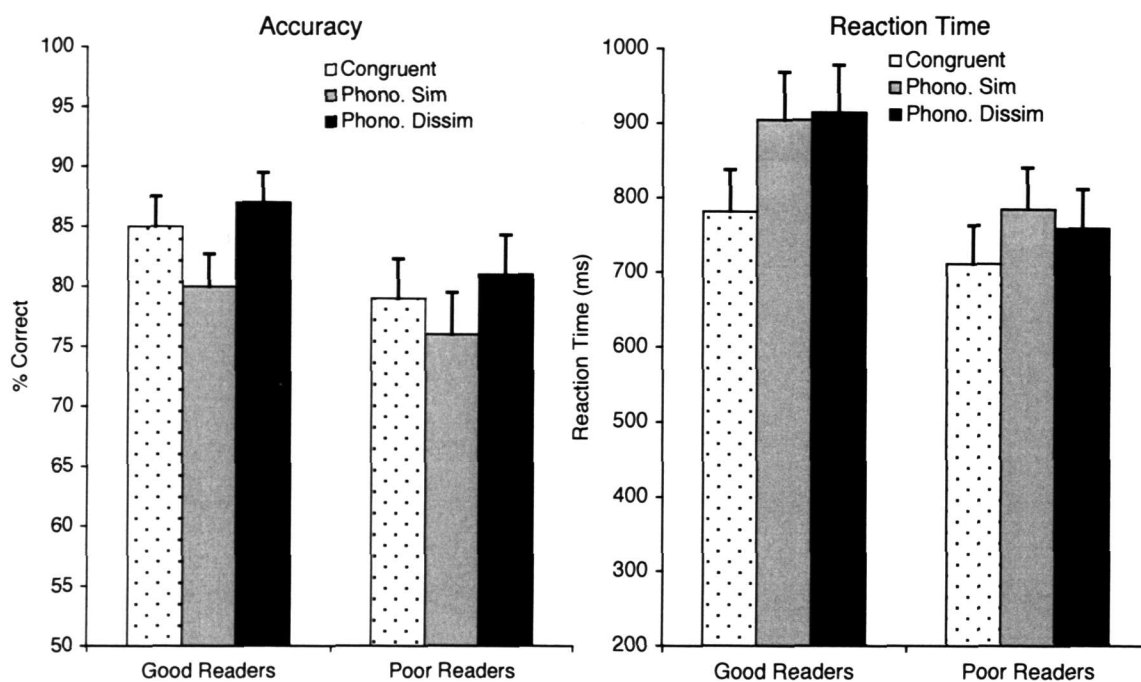 Accuracy
100
95
90
85
80
75
70
65
60
55
50
% Correct
Congruent
Phono. Sim
Phono. Dissim
Good Readers
Poor Readers
Reaction Time
1000
900
800
700
600
500
400
300
200
Reaction Time (ms)
Congruent
Phono. Sim
Phono. Dissim
Good Readers
Poor Readers